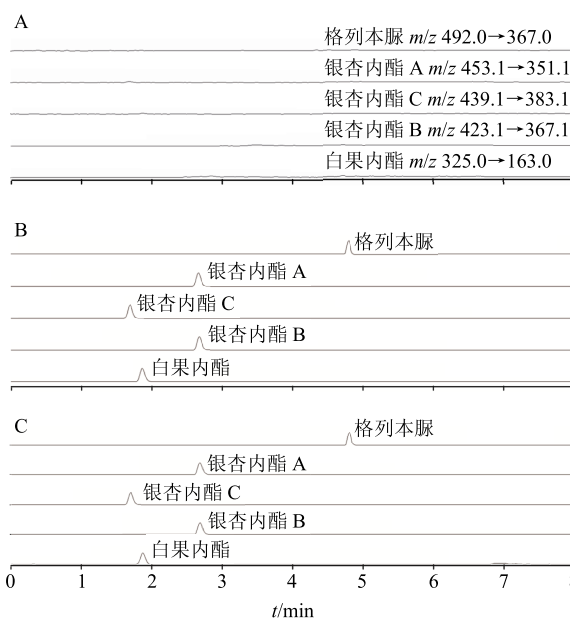 A
格列本脲 m/z 492.0→367.0
银杏内酯 A m/z 453.1→351.1
银杏内酯 C m/z 439.1→383.1
银杏内酯 B m/z 423.1→367.1
白果内酯 m/z 325.0→163.0
B
格列本脲
银杏内酯 A
银杏内酯 C
银杏内酯 B
白果内酯
C
格列本脲
银杏内酯 A
银杏内酯 C
银杏内酯 B
白果内酯
0 1 2 3 4 5 6 7
t/min